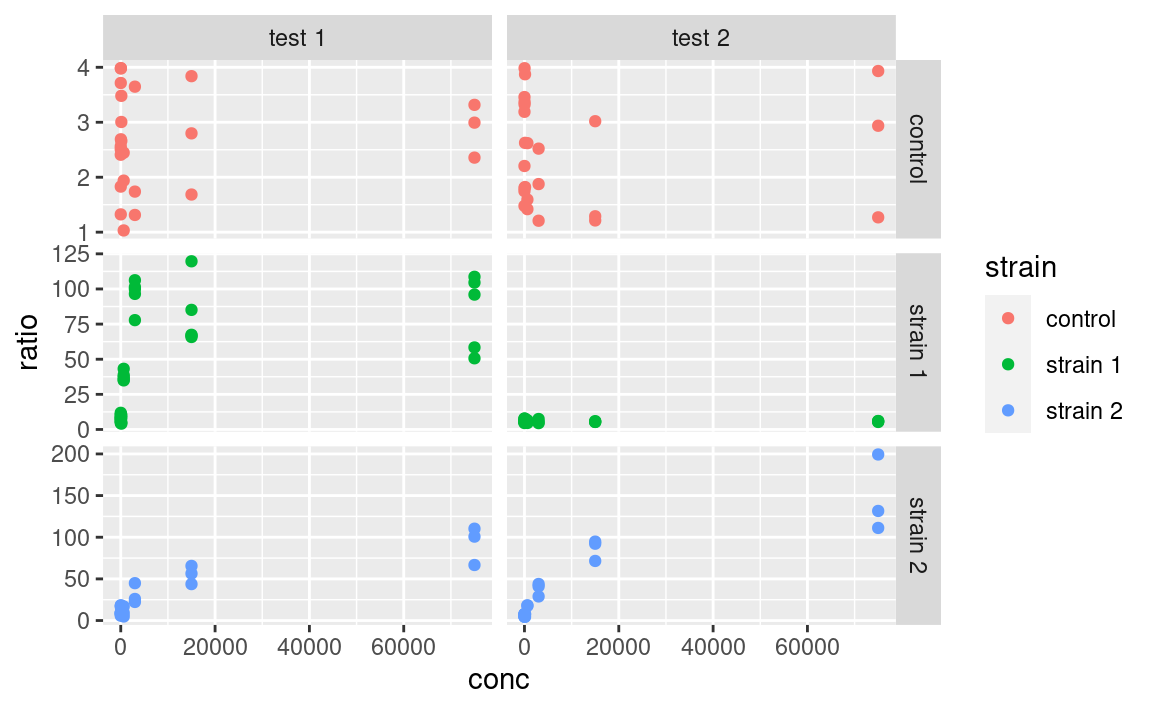 test 1
test 2
4
3
2
1
control
125
100
75
50
25
0
strain 1
200
150
100
50
0
strain 2
0
20000
40000
60000
0
20000
40000
60000
conc
ratio
strain
control
strain 1
strain 2